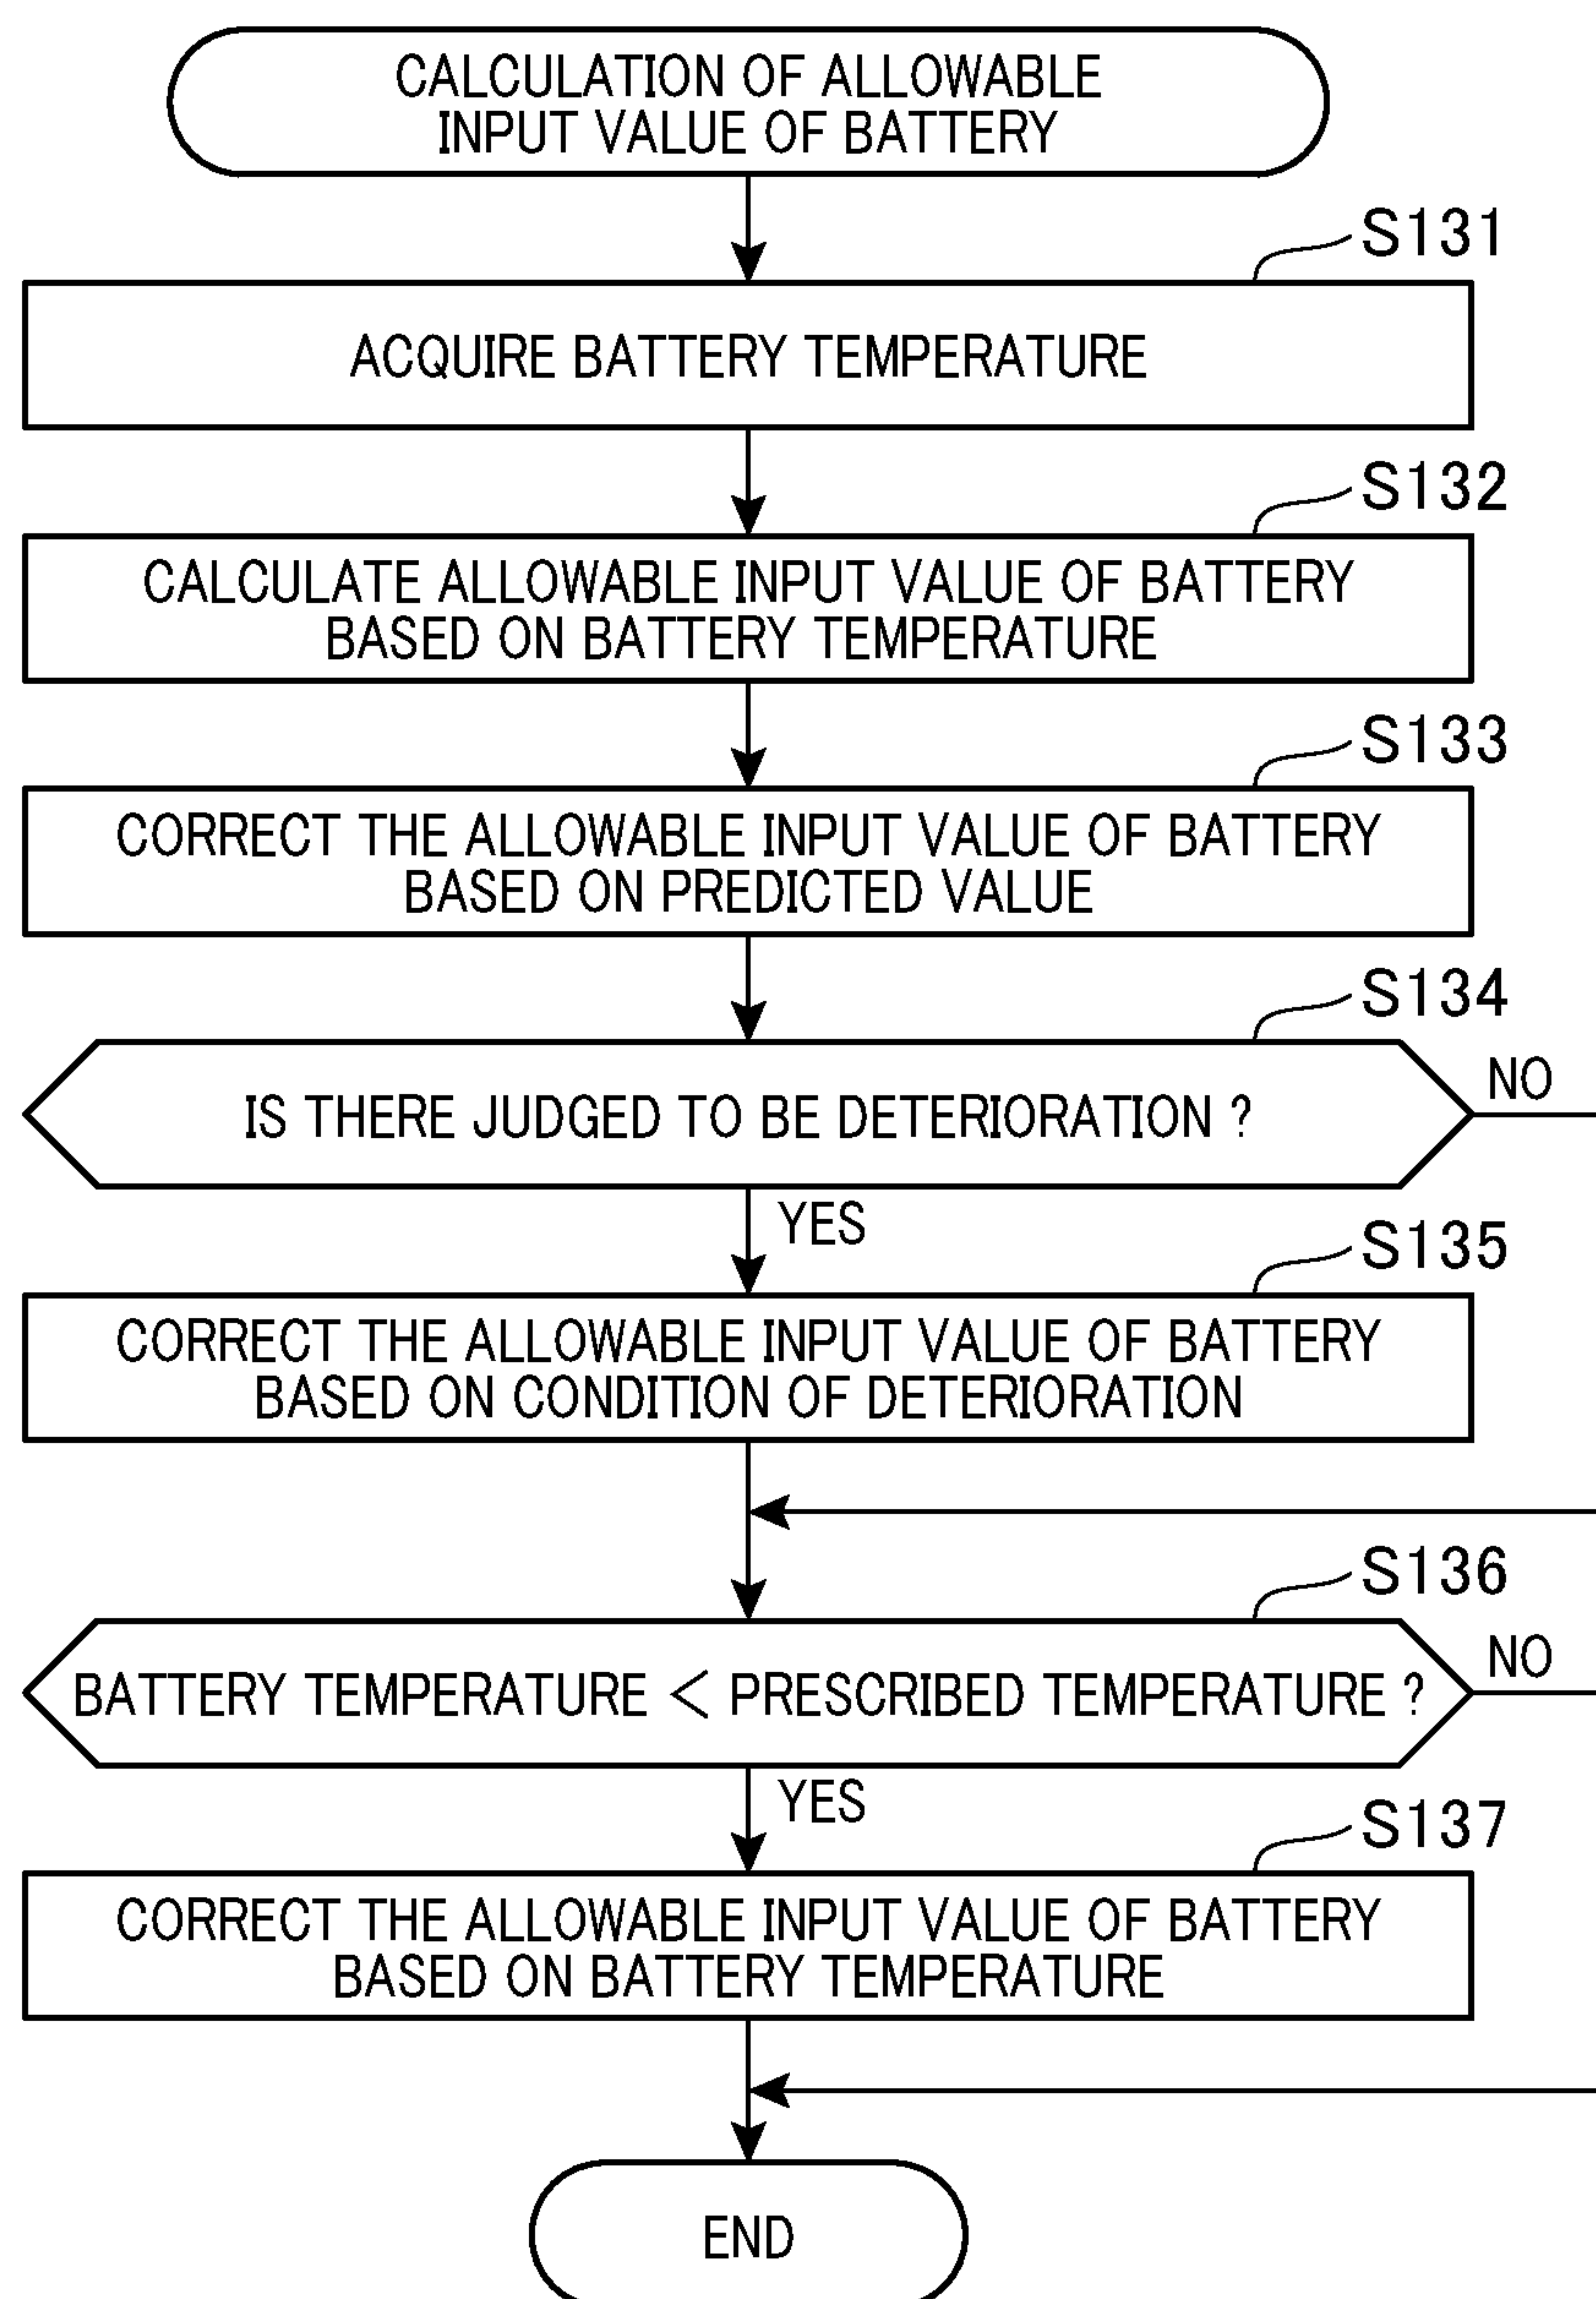 CALCULATION OF ALLOWABLE
INPUT VALUE OF BATTERY
S131
ACQUIRE BATTERY TEMPERATURE
S132
CALCULATE ALLOWABLE INPUT VALUE OF BATTERY
BASED ON BATTERY TEMPERATURE
S133
CORRECT THE ALLOWABLE INPUT VALUE OF BATTERY
BASED ON PREDICTED VALUE
S134
IS THERE JUDGED TO BE DETERIORATION ?
NO
YES
S135
CORRECT THE ALLOWABLE INPUT VALUE OF BATTERY
BASED ON CONDITION OF DETERIORATION
S136
BATTERY TEMPERATURE < PRESCRIBED TEMPERATURE ?
NO
YES
S137
CORRECT THE ALLOWABLE INPUT VALUE OF BATTERY
BASED ON BATTERY TEMPERATURE
END